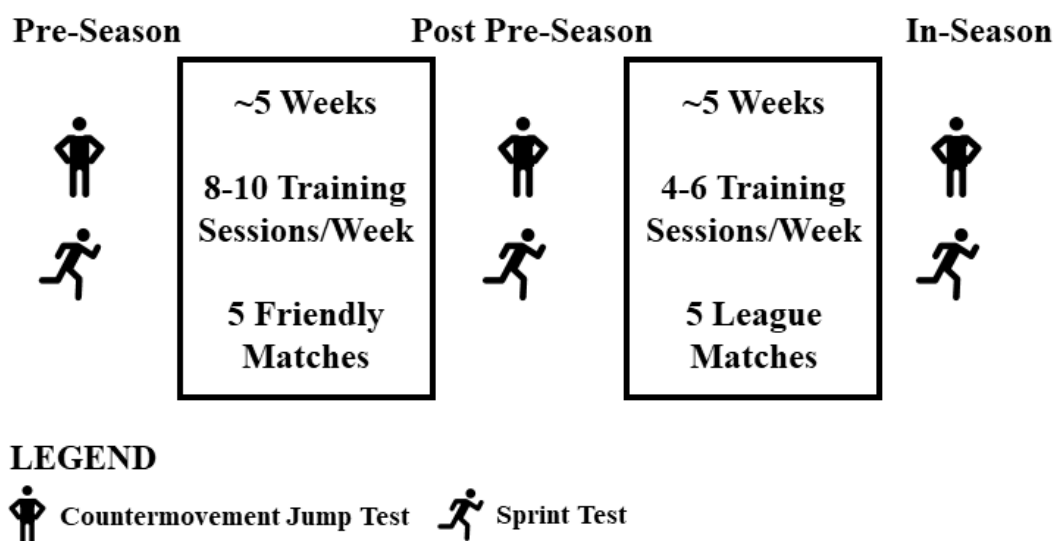 Pre-Season Post Pre-Season In-Season
~5 Weeks
8-10 Training
Sessions/Week
5 Friendly
Matches
~5 Weeks
4-6 Training
Sessions/Week
5 League
Matches
LEGEND
Countermovement Jump Test Sprint Test